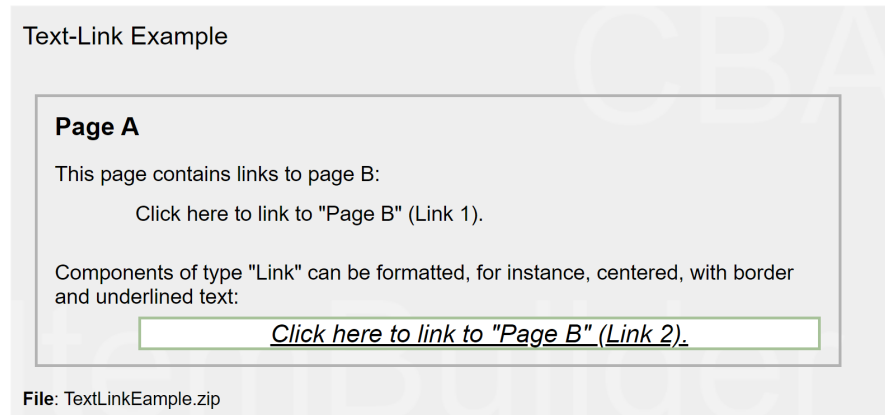 Text-Link Example
CBA
Page A
This page contains links to page B:
Click here to link to "Page B" (Link 1).
Components of type "Link" can be formatted, for instance, centered, with border
and underlined text:
Click here to link to "Page B" (Link 2).
ItemBuilder
File: TextLinkEample.zip